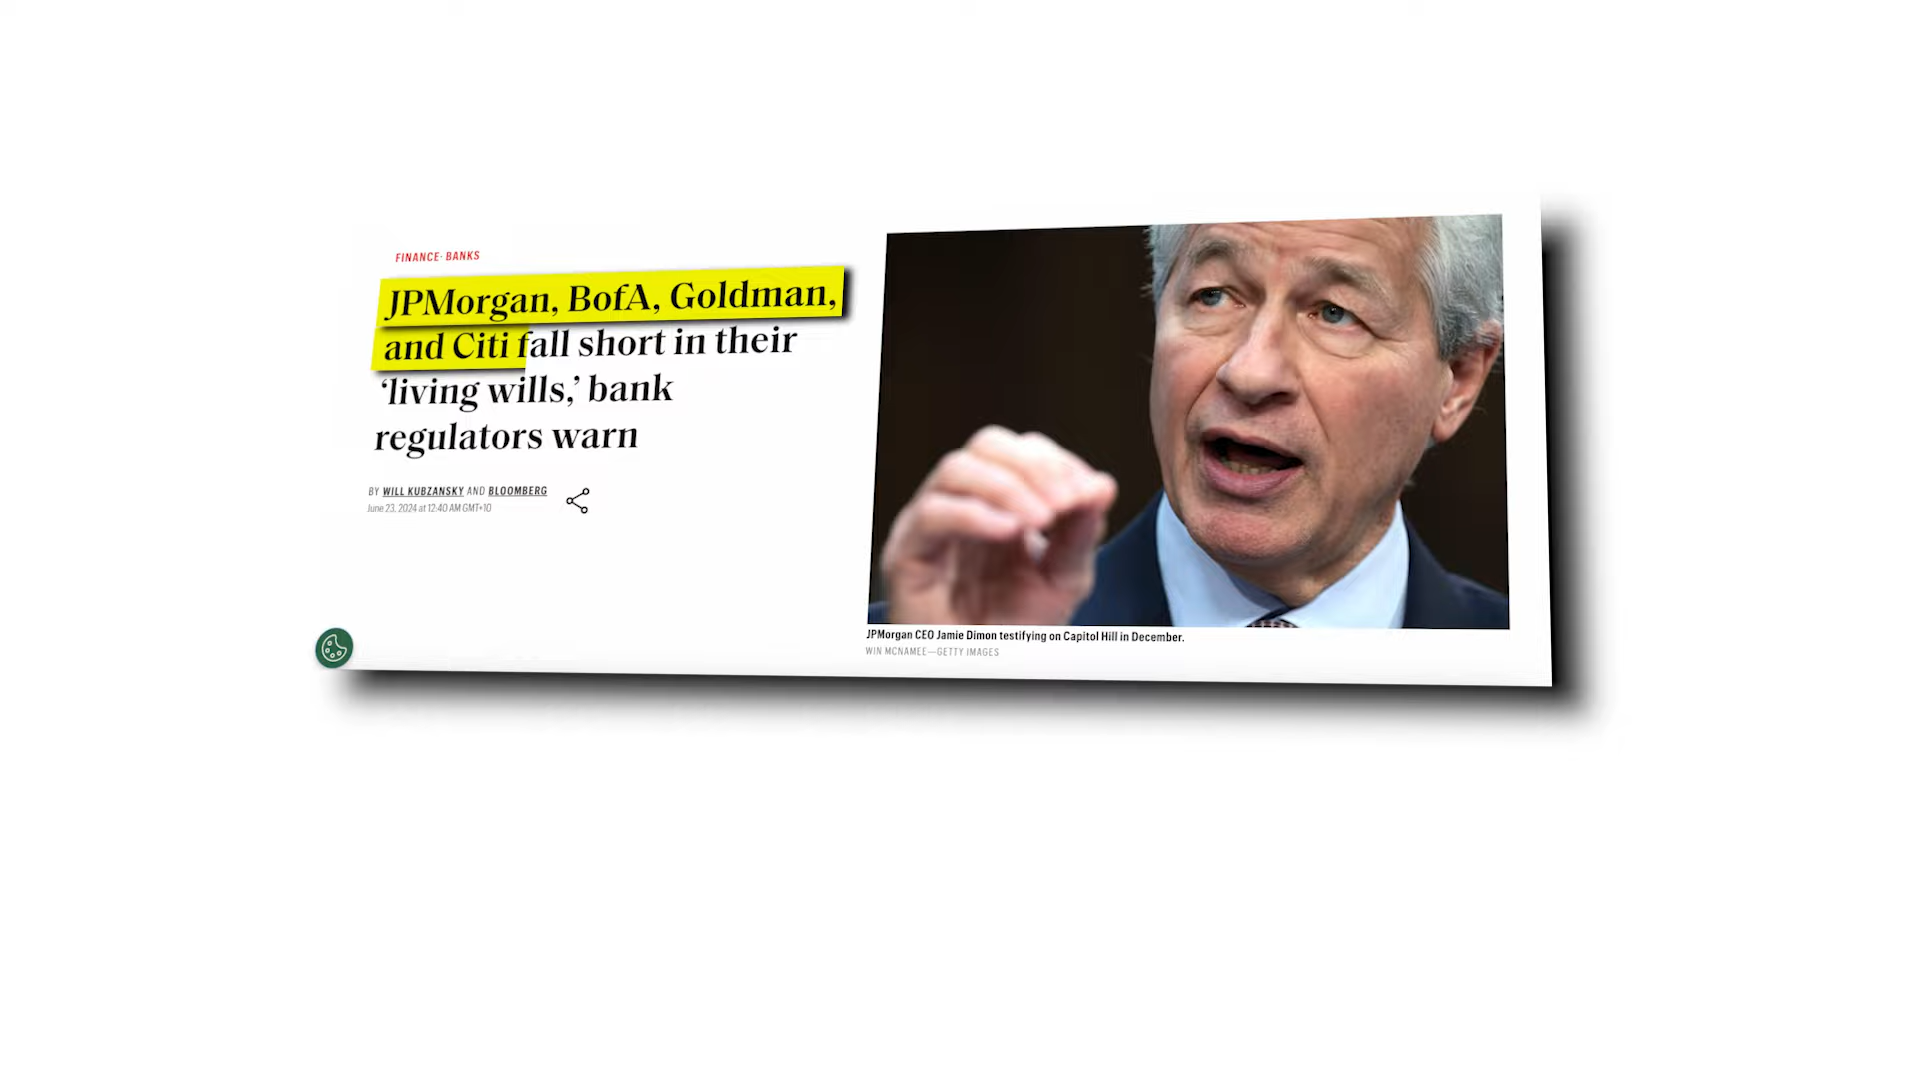 FINANCE · BANKS
JPMorgan, BofA, Goldman,
and Citi fall short in their
‘living wills,’ bank
regulators warn
BY WILL KUBZANSKY AND BLOOMBERG
June 23, 2024 at 12:40 AM GMT+10
JPMorgan CEO Jamie Dimon testifying on Capitol Hill in December.
WIN MCNAMEE—GETTY IMAGES